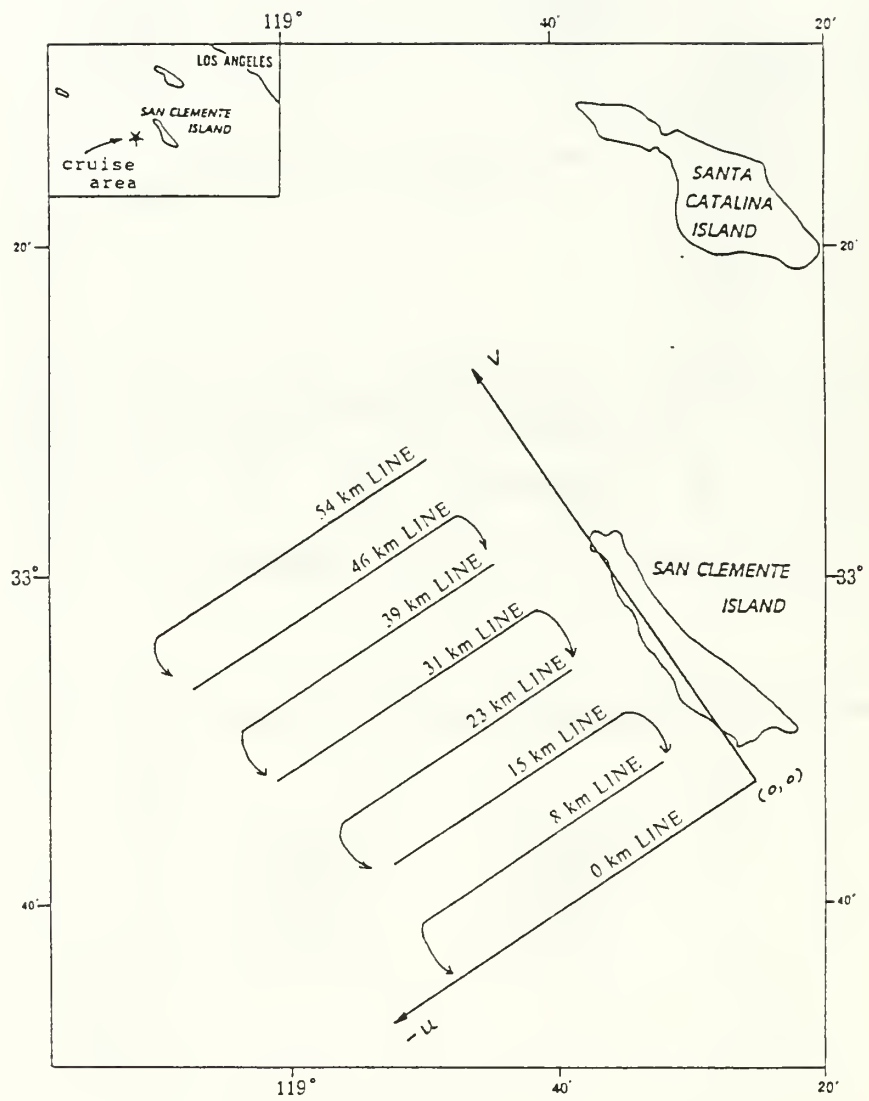 119°
40'
20'
LOS ANGELES
SAN CLEMENTE
ISLAND
cruise
area
SANTA
CATALINA
ISLAND
20'
20'
V
54 km LINE
46 km LINE
39 km LINE
31 km LINE
23 km LINE
15 km LINE
8 km LINE
0 km LINE
33°
33°
SAN CLEMENTE
ISLAND
(0,0)
40'
40'
-u
119°
40'
20'